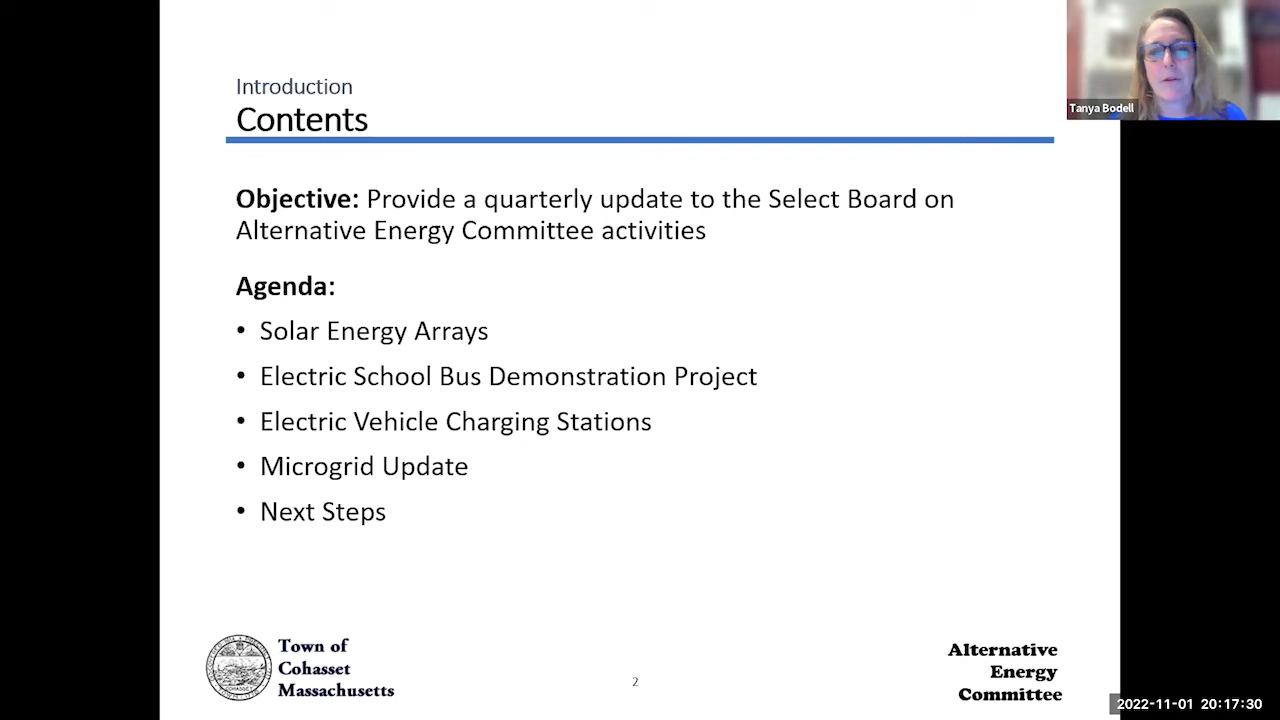 Introduction
Contents
Objective: Provide a quarterly update to the Select Board on
Alternative Energy Committee activities
Agenda:
• Solar Energy Arrays
• Electric School Bus Demonstration Project
• Electric Vehicle Charging Stations
• Microgrid Update
• Next Steps
Town of
Cohasset
Massachusetts
2
Alternative
Energy
Committee
Tanya Bodell
2022-11-01 20:17:30